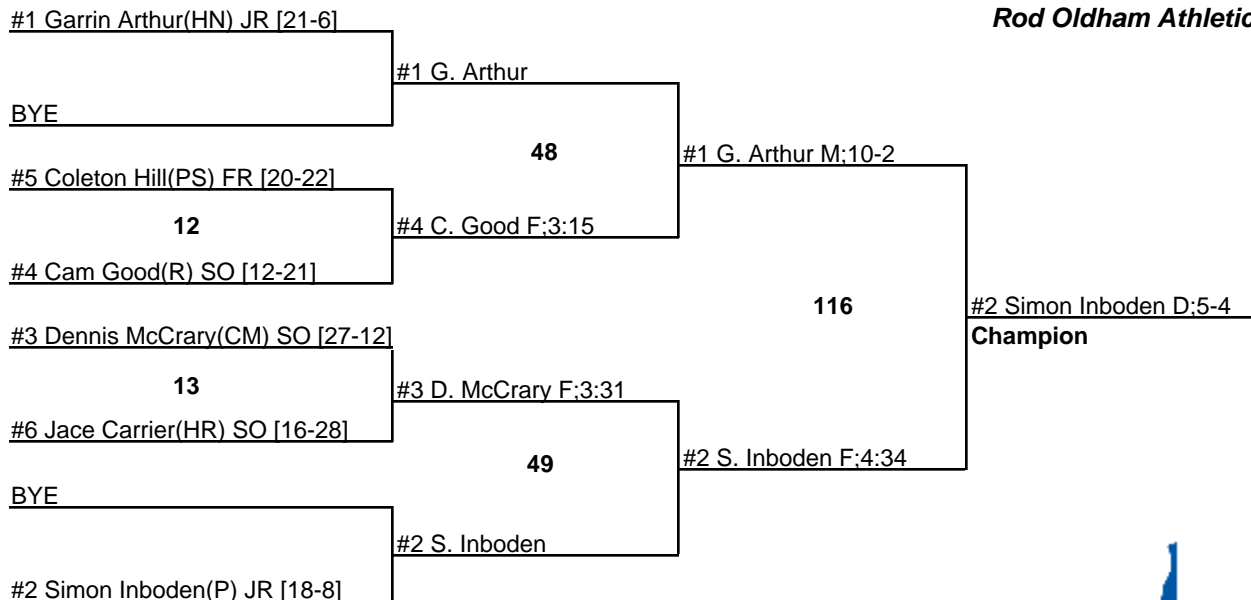 #1 Garrin Arthur(HN) JR [21-6]
Rod Oldham Athletic
#1 G. Arthur
BYE
48
#1 G. Arthur M;10-2
#5 Coleton Hill(PS) FR [20-22]
12
#4 C. Good F;3:15
#4 Cam Good(R) SO [12-21]
116
#2 Simon Inboden D;5-4
Champion
#3 Dennis McCrary(CM) SO [27-12]
13
#3 D. McCrary F;3:31
#6 Jace Carrier(HR) SO [16-28]
49
#2 S. Inboden F;4:34
BYE
#2 S. Inboden
#2 Simon Inboden(P) JR [18-8]